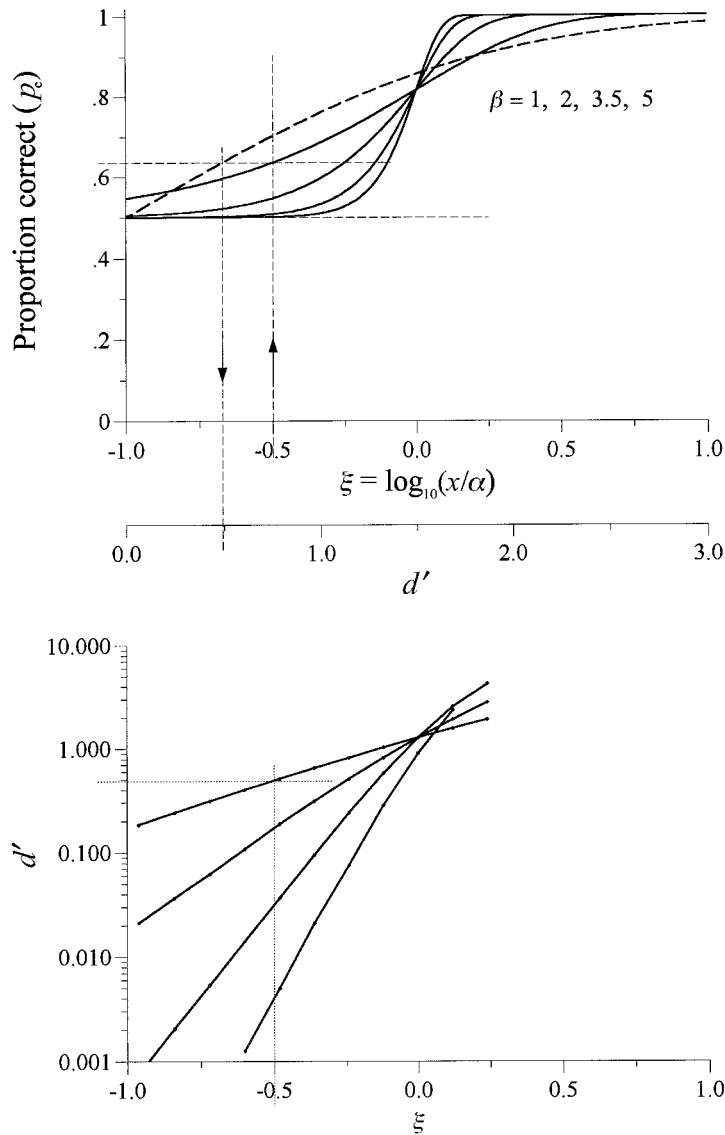 Proportion correct (p_c)
1
.8
.6
.4
.2
0
β = 1, 2, 3.5, 5
-1.0 -0.5 0.0 0.5 1.0
ξ = log₁₀(x/α)
0.0 1.0 2.0 3.0
d′
d′
10.000
1.000
0.100
0.010
0.001
-1.0 -0.5 0.0 0.5 1.0
ξ